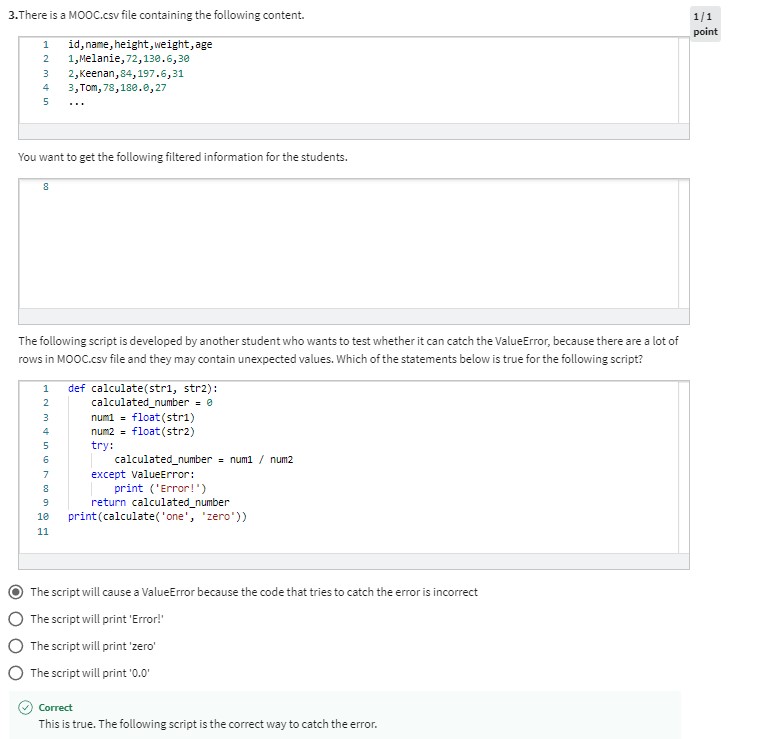 3.There is a MOOC.csv file containing the following content.
1/1
point
1 id,name,height,weight,age
2 1,Melanie,72,130.6,30
3 2,Keenan,84,197.6,31
4 3,Tom,78,180.0,27
5 ...
You want to get the following filtered information for the students.
8
The following script is developed by another student who wants to test whether it can catch the ValueError, because there are a lot of
rows in MOOC.csv file and they may contain unexpected values. Which of the statements below is true for the following script?
1 def calculate(str1, str2):
2 calculated_number = 0
3 num1 = float(str1)
4 num2 = float(str2)
5 try:
6 calculated_number = num1 / num2
7 except ValueError:
8 print ('Error!')
9 return calculated_number
10 print(calculate('one', 'zero'))
11
The script will cause a ValueError because the code that tries to catch the error is incorrect
The script will print 'Error!'
The script will print 'zero'
The script will print '0.0'
Correct
This is true. The following script is the correct way to catch the error.